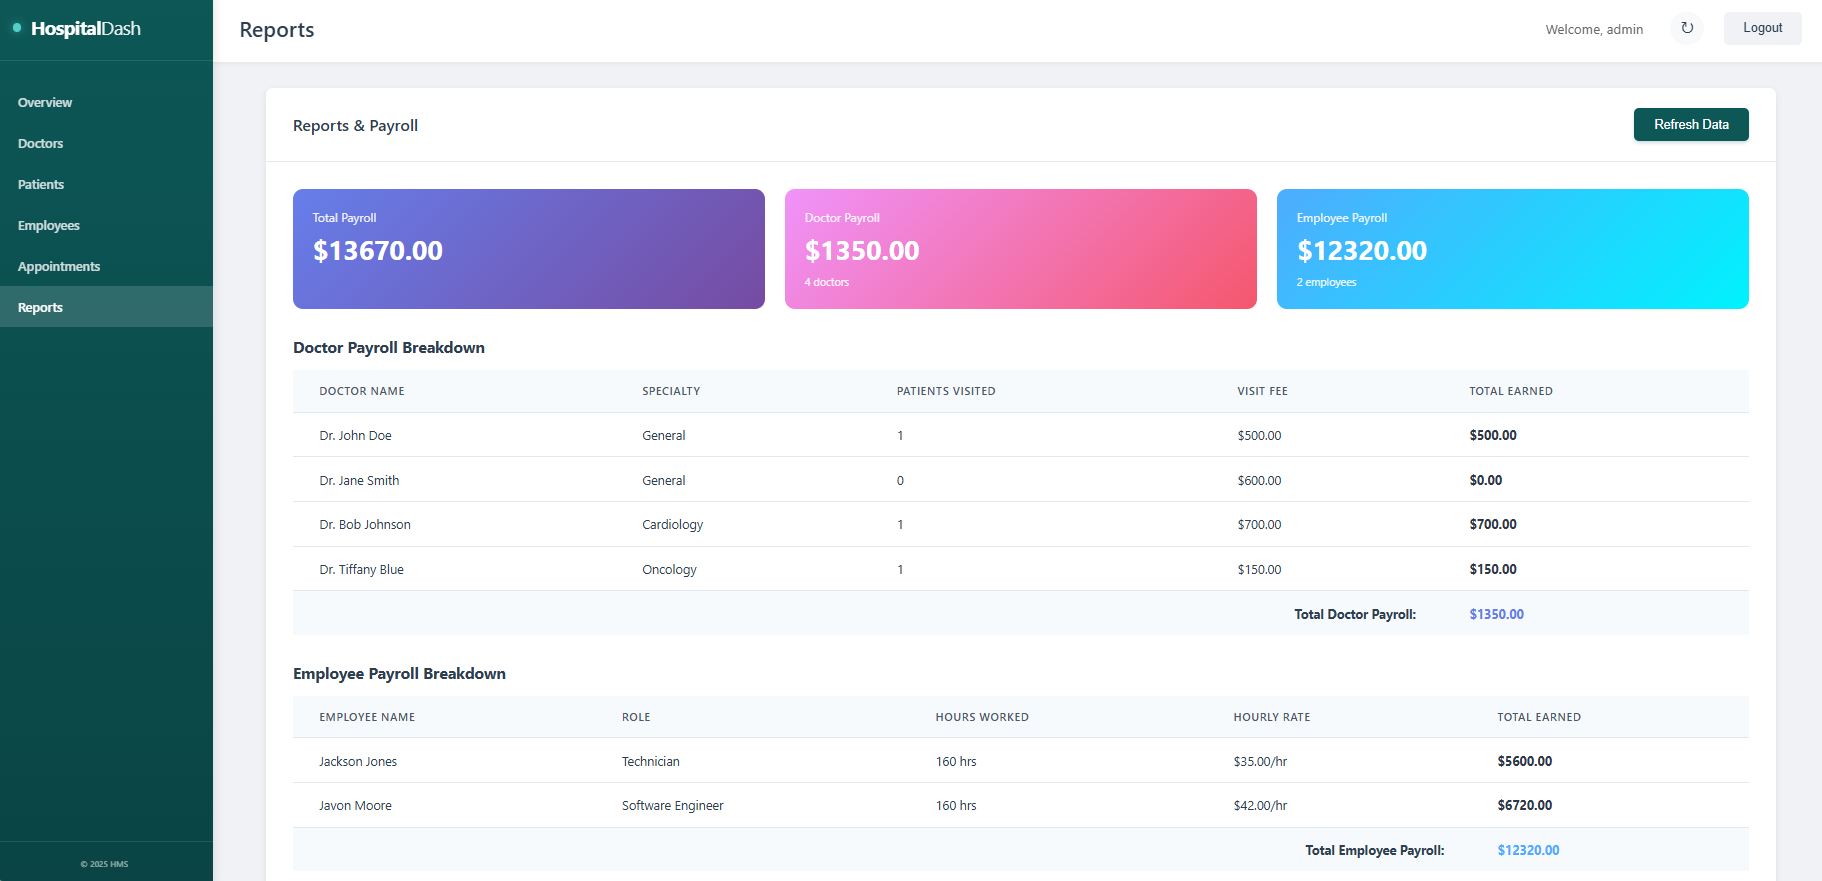 HospitalDash
Reports
Welcome, admin
↻
Logout
Overview
Doctors
Patients
Employees
Appointments
Reports
© 2025 HMS
Reports & Payroll
Refresh Data
Total Payroll
$13670.00
Doctor Payroll
$1350.00
4 doctors
Employee Payroll
$12320.00
2 employees
Doctor Payroll Breakdown
DOCTOR NAME SPECIALTY PATIENTS VISITED VISIT FEE TOTAL EARNED
Dr. John Doe General 1 $500.00 $500.00
Dr. Jane Smith General 0 $600.00 $0.00
Dr. Bob Johnson Cardiology 1 $700.00 $700.00
Dr. Tiffany Blue Oncology 1 $150.00 $150.00
Total Doctor Payroll: $1350.00
Employee Payroll Breakdown
EMPLOYEE NAME ROLE HOURS WORKED HOURLY RATE TOTAL EARNED
Jackson Jones Technician 160 hrs $35.00/hr $5600.00
Javon Moore Software Engineer 160 hrs $42.00/hr $6720.00
Total Employee Payroll: $12320.00